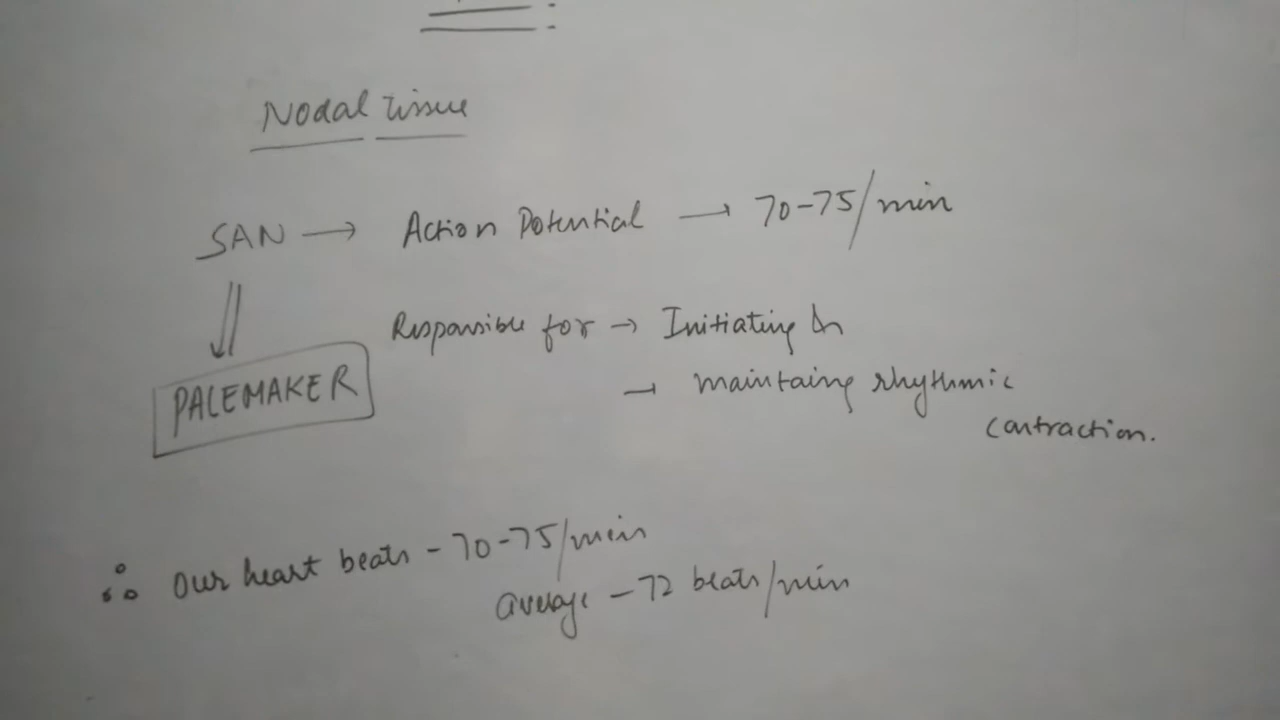 Nodal Tissue
SAN → Action Potential → 70-75/min
Responsible for → Initiating &
PACEMAKER
→ maintaing rhythmic
contraction.
∴ Our heart beats - 70-75/min
average - 72 beats/min